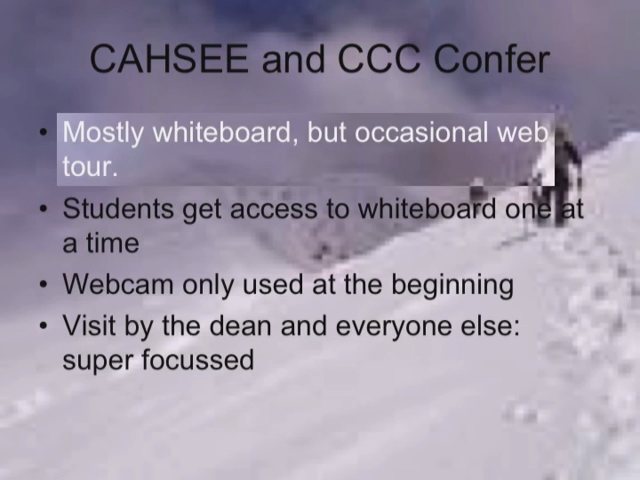 CAHSEE and CCC Confer
• Mostly whiteboard, but occasional web
tour.
• Students get access to whiteboard one at
a time
• Webcam only used at the beginning
• Visit by the dean and everyone else:
super focussed